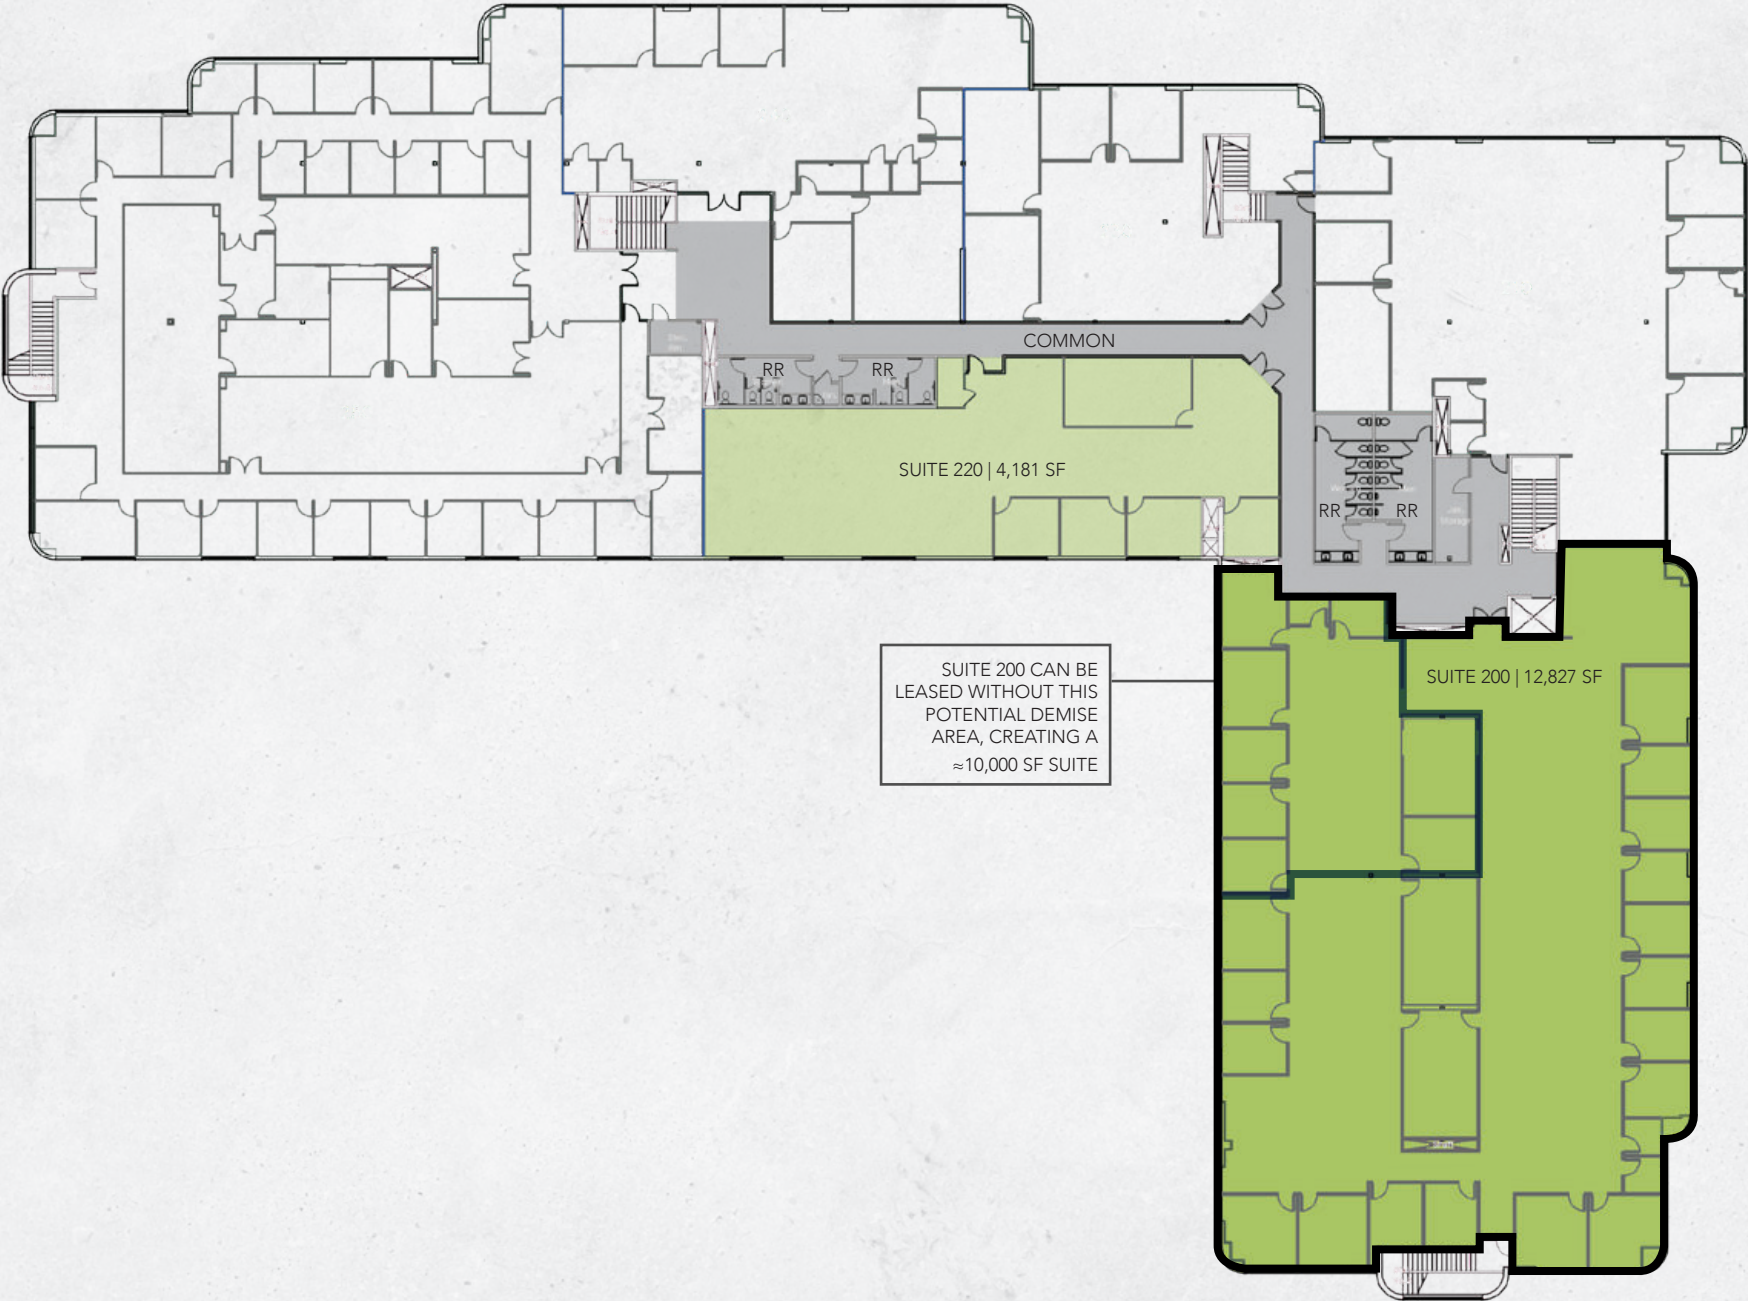 COMMON
RR
RR
SUITE 220 | 4,181 SF
RR
RR
SUITE 200 CAN BE
LEASED WITHOUT THIS
POTENTIAL DEMISE
AREA, CREATING A
≈10,000 SF SUITE
SUITE 200 | 12,827 SF